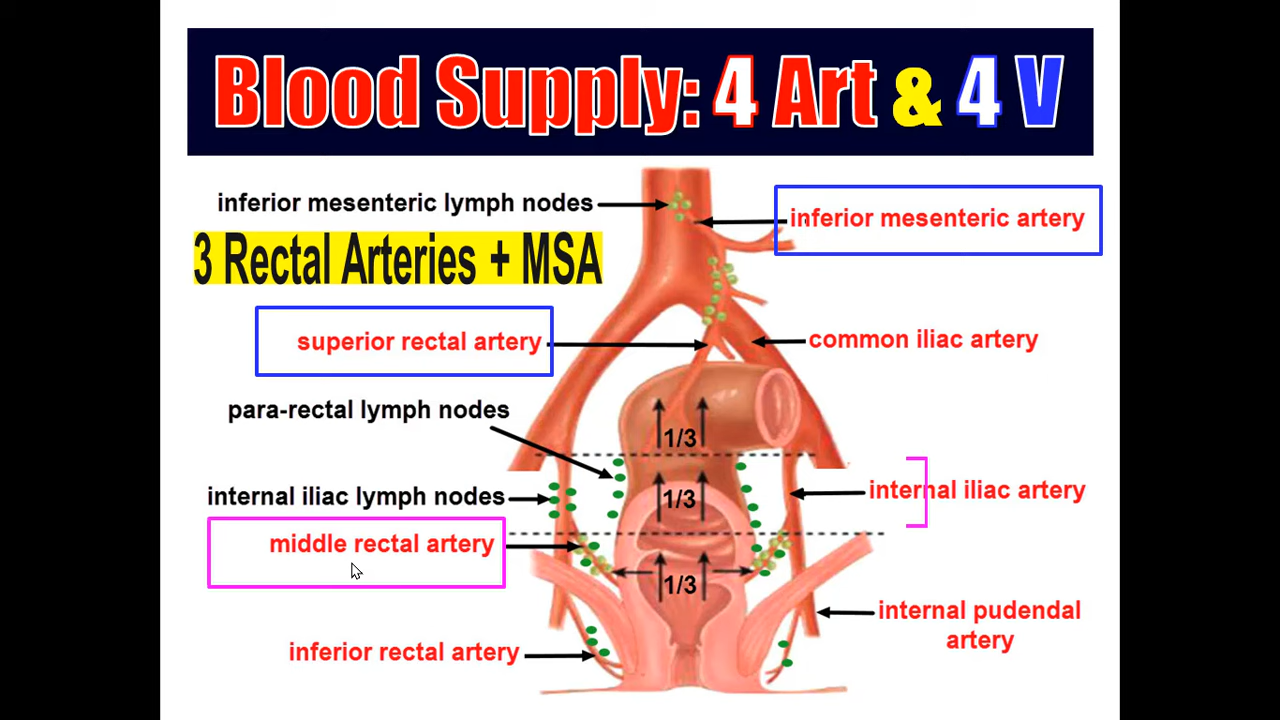 Blood Supply: 4 Art & 4 V
inferior mesenteric lymph nodes
inferior mesenteric artery
3 Rectal Arteries + MSA
superior rectal artery
common iliac artery
para-rectal lymph nodes
1/3
internal iliac lymph nodes
1/3
internal iliac artery
middle rectal artery
1/3
internal pudendal
artery
inferior rectal artery